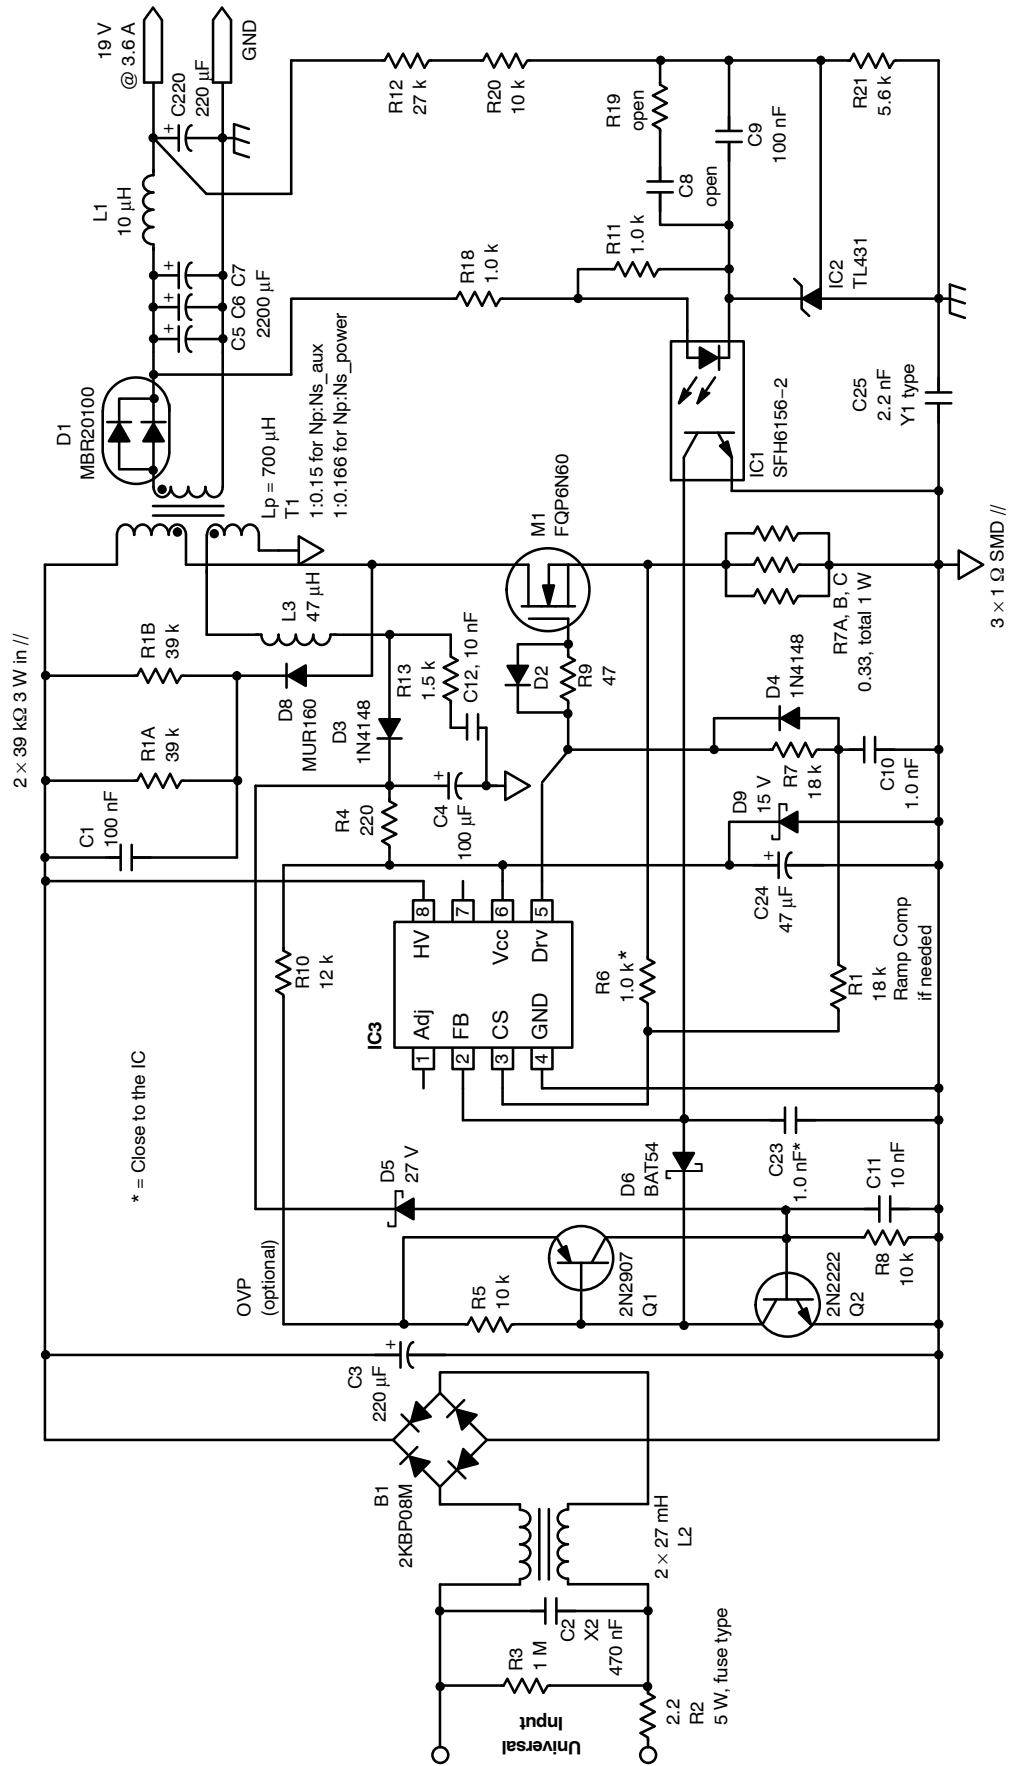 2 × 39 kΩ 3 W in //
C1
100 nF
R1A
39 k
R1B
39 k
D8
MUR160
L3
47 μH
Lp = 700 μH
T1
1:0.15 for Np:Ns_aux
1:0.166 for Np:Ns_power
D1
MBR20100
C5 C6 C7
2200 μF
+
+
+
L1
10 μH
+
C220
220 μF
19 V
@ 3.6 A
GND
* = Close to the IC
OVP
(optional)
R10
12 k
R4
220
D3
1N4148
R13
1.5 k
C12, 10 nF
+
C4
100 μF
IC3
1
2
3
4
Adj
FB
CS
GND
HV
Vcc
Drv
8
7
6
5
D2
R9
47
M1
FQP6N60
R18
1.0 k
R11
1.0 k
R12
27 k
R20
10 k
R19
open
C8
open
C9
100 nF
R21
5.6 k
IC2
TL431
IC1
SFH6156-2
C25
2.2 nF
Y1 type
B1
2KBP08M
+
C3
220 μF
R5
10 k
2N2907
Q1
D5
27 V
D6
BAT54
R6
1.0 k*
D9
15 V
+
C24
47 μF
R7
18 k
D4
1N4148
C10
1.0 nF
R7A, B, C
0.33, total 1 W
3 × 1 Ω SMD //
R1
18 k
Ramp Comp
if needed
C23
1.0 nF*
C11
10 nF
R8
10 k
2N2222
Q2
Universal
Input
R3
1 M
C2
X2
470 nF
2 × 27 mH
L2
2.2
R2
5 W, fuse type